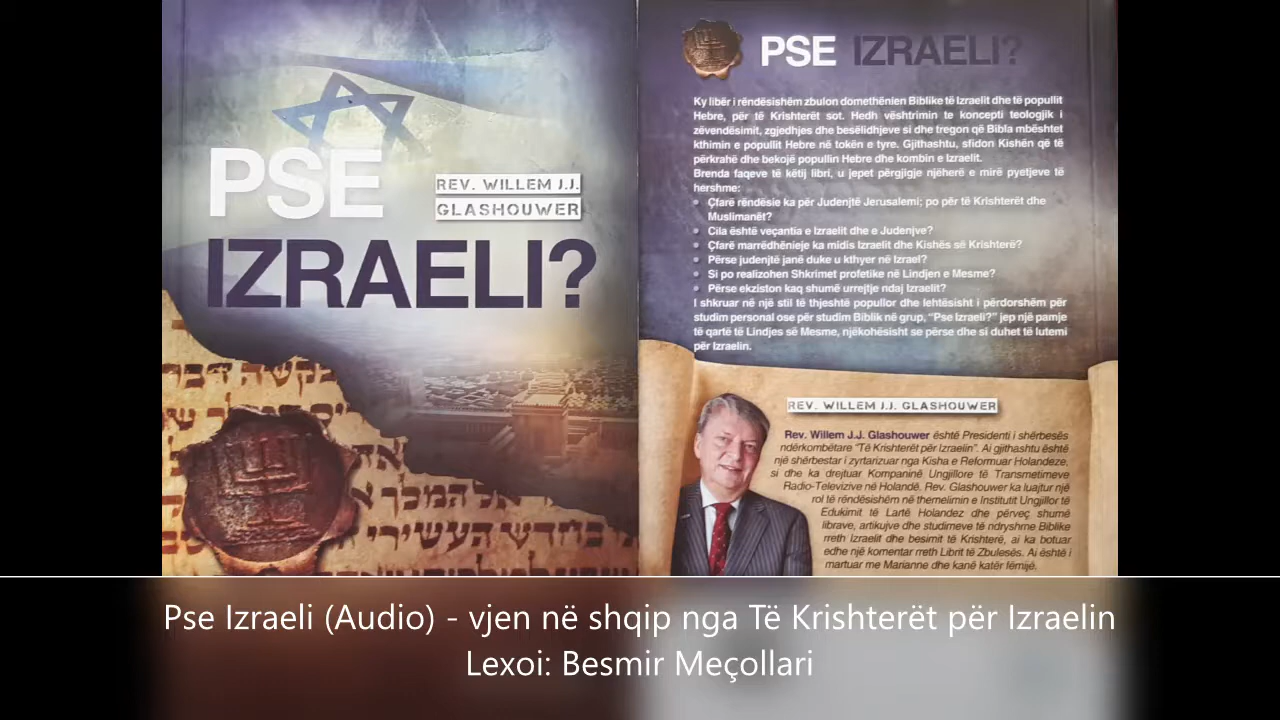 PSE
IZRAELI?
REV. WILLEM J.J.
GLASHOUWER
PSE IZRAELI?
Ky libër i rëndësishëm zbulon domethënien Biblike të Izraelit dhe të popullit
Hebre, për të Krishterët sot. Hedh vështrimin te koncepti teologjik i
zëvendësimit, zgjedhjes dhe besëlidhjeve si dhe tregon që Bibla mbështet
kthimin e popullit Hebre në tokën e tyre. Gjithashtu, sfidon Kishën që të
përkrahë dhe bekojë popullin Hebre dhe kombin e Izraelit.
Brenda faqeve të këtij libri, u jepet përgjigje njëherë e mirë pyetjeve të
hershme:
• Çfarë rëndësie ka për Judenjtë Jerusalemi; po për të Krishterët dhe
Muslimanët?
• Cila është veçantia e Izraelit dhe e Judenjve?
• Çfarë marrëdhënieje ka midis Izraelit dhe Kishës së Krishterë?
• Përse judenjtë janë duke u kthyer në Izrael?
• Si po realizohen Shkrimet profetike në Lindjen e Mesme?
• Përse ekziston kaq shumë urrejtje ndaj Izraelit?
I shkruar në një stil të thjeshtë popullor dhe lehtësisht i përdorshëm për
studim personal ose për studim Biblik në grup, “Pse Izraeli?” jep një pamje
të qartë të Lindjes së Mesme, njëkohësisht se përse dhe si duhet të lutemi
për Izraelin.
REV. WILLEM J.J. GLASHOUWER
Rev. Willem J.J. Glashouwer është Presidenti i shërbesës
ndërkombëtare “Të Krishterët për Izraelin”. Ai gjithashtu është
një shërbestar i zyrtarizuar nga Kisha e Reformuar Holandeze,
si dhe ka drejtuar Kompaninë Ungjillore të Transmetimeve
Radio-Televizive në Holandë. Rev. Glashouwer ka luajtur një
rol të rëndësishëm në themelimin e Institutit Ungjillor të
Edukimit të Lartë Holandez dhe përveç shumë
librave, artikujve dhe studimeve të ndryshme Biblike
rreth Izraelit dhe besimit të Krishterë, ai ka botuar
edhe një komentar rreth Librit të Zbulesës. Ai është i
martuar me Marianne dhe kanë katër fëmijë.
Pse Izraeli (Audio) - vjen në shqip nga Të Krishterët për Izraelin
Lexoi: Besmir Meçollari